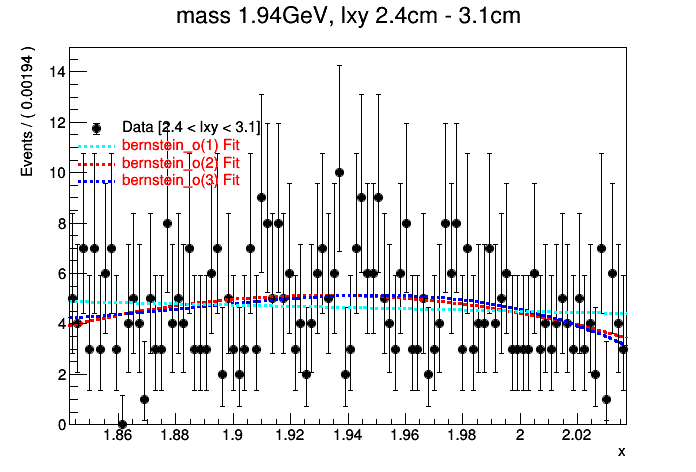 mass 1.94GeV, lxy 2.4cm - 3.1cm
Events / ( 0.00194 )
14
12
10
8
6
4
2
0
Data [2.4 < lxy < 3.1]
bernstein_o(1) Fit
bernstein_o(2) Fit
bernstein_o(3) Fit
1.86 1.88 1.9 1.92 1.94 1.96 1.98 2 2.02
x